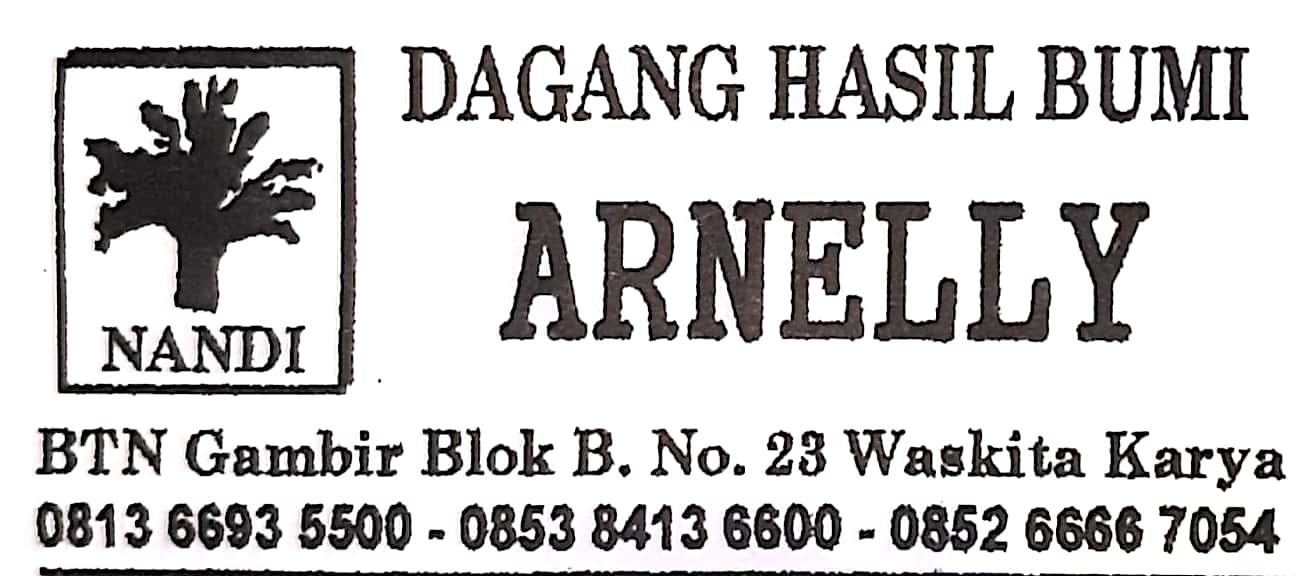 DAGANG HASIL BUMI
ARNELLY
NANDI
BTN Gambir Blok B. No. 23 Waskita Karya
0813 6693 5500 - 0853 8413 6600 - 0852 6666 7054